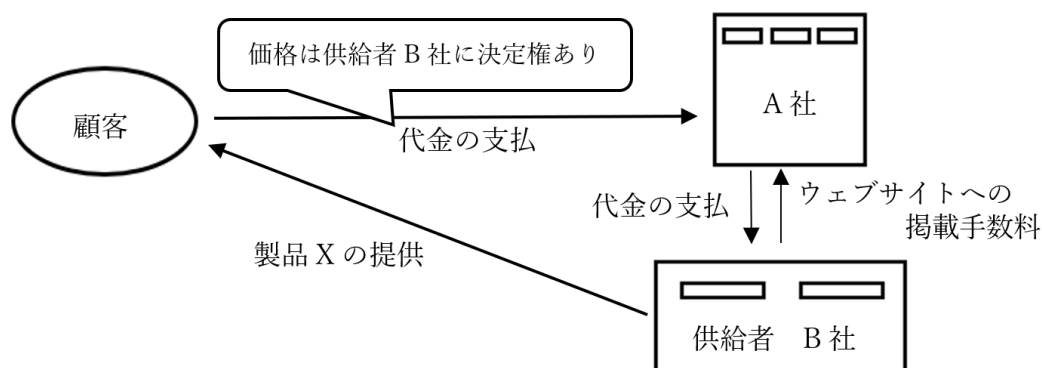 価格は供給者 B 社に決定権あり
A 社
顧客
代金の支払
代金の支払
ウェブサイトへの
掲載手数料
製品 X の提供
供給者 B 社